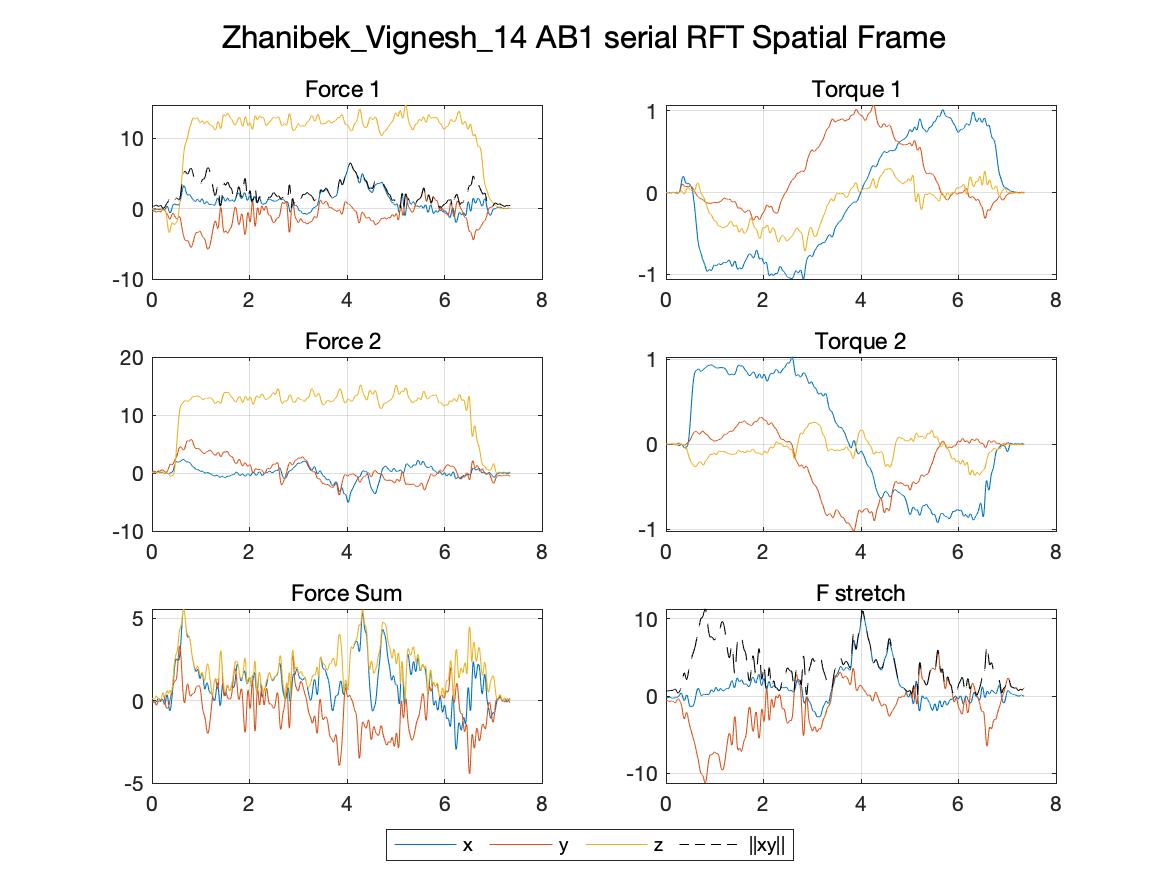 Zhanibek_Vignesh_14 AB1 serial RFT Spatial Frame
Force 1
10
0
-10
0 2 4 6 8
Torque 1
1
0
-1
0 2 4 6 8
Force 2
20
10
0
-10
0 2 4 6 8
Torque 2
1
0
-1
0 2 4 6 8
Force Sum
5
0
-5
0 2 4 6 8
F stretch
10
0
-10
0 2 4 6 8
x y z ||xy||